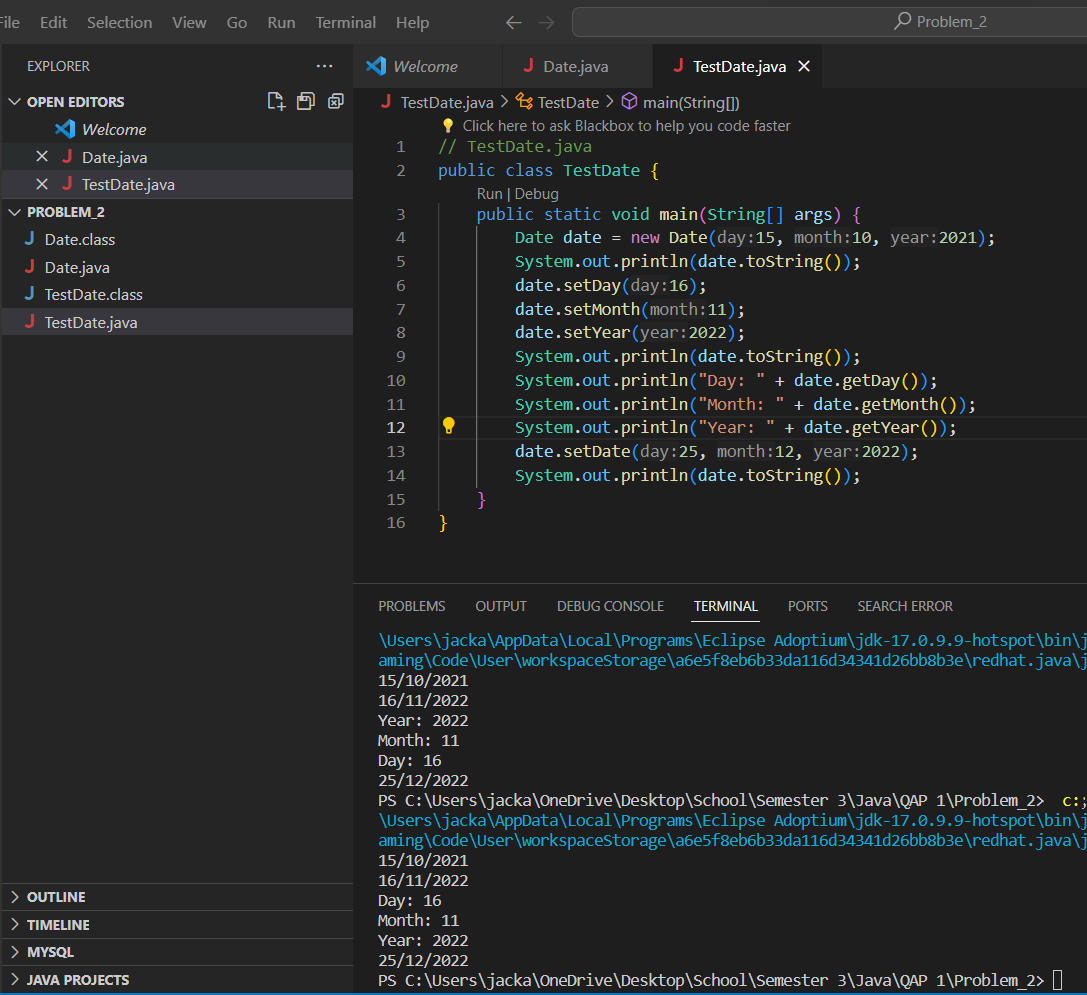 File Edit Selection View Go Run Terminal Help Problem_2
EXPLORER ...
OPEN EDITORS
Welcome
Date.java
TestDate.java
PROBLEM_2
Date.class
Date.java
TestDate.class
TestDate.java
OUTLINE
TIMELINE
MYSQL
JAVA PROJECTS
Welcome Date.java TestDate.java
TestDate.java > TestDate > main(String[])
Click here to ask Blackbox to help you code faster
1 // TestDate.java
2 public class TestDate {
Run | Debug
3 public static void main(String[] args) {
4 Date date = new Date(day:15, month:10, year:2021);
5 System.out.println(date.toString());
6 date.setDay(day:16);
7 date.setMonth(month:11);
8 date.setYear(year:2022);
9 System.out.println(date.toString());
10 System.out.println("Day: " + date.getDay());
11 System.out.println("Month: " + date.getMonth());
12 System.out.println("Year: " + date.getYear());
13 date.setDate(day:25, month:12, year:2022);
14 System.out.println(date.toString());
15 }
16 }
PROBLEMS OUTPUT DEBUG CONSOLE TERMINAL PORTS SEARCH ERROR
\Users\jacka\AppData\Local\Programs\Eclipse Adoptium\jdk-17.0.9.9-hotspot\bin\j
aming\Code\User\workspaceStorage\a6e5f8eb6b33da116d34341d26bb8b3e\redhat.java\j
15/10/2021
16/11/2022
Year: 2022
Month: 11
Day: 16
25/12/2022
PS C:\Users\jacka\OneDrive\Desktop\School\Semester 3\Java\QAP 1\Problem_2> c:;
\Users\jacka\AppData\Local\Programs\Eclipse Adoptium\jdk-17.0.9.9-hotspot\bin\j
aming\Code\User\workspaceStorage\a6e5f8eb6b33da116d34341d26bb8b3e\redhat.java\j
15/10/2021
16/11/2022
Day: 16
Month: 11
Year: 2022
25/12/2022
PS C:\Users\jacka\OneDrive\Desktop\School\Semester 3\Java\QAP 1\Problem_2>